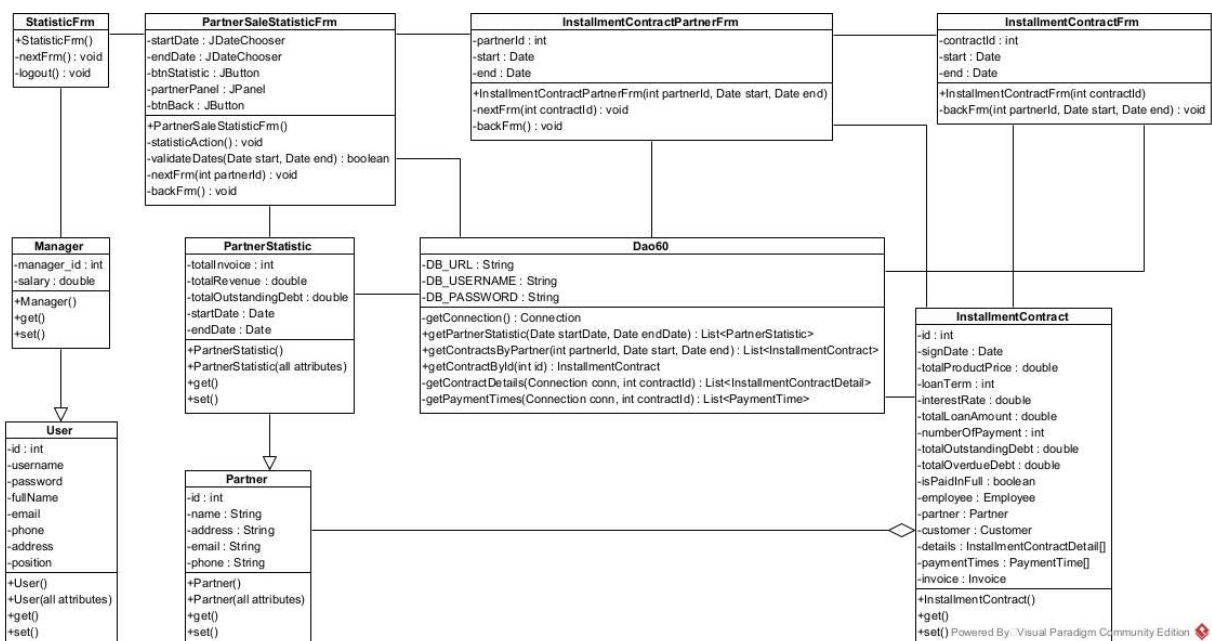 StatisticFrm
+StatisticFrm()
-nextFrm() : void
-logout() : void
PartnerSaleStatisticFrm
-startDate : JDateChooser
-endDate : JDateChooser
-btnStatistic : JButton
-partnerPanel : JPanel
-btnBack : JButton
+PartnerSaleStatisticFrm()
-statisticAction() : void
-validateDates(Date start, Date end) : boolean
-nextFrm(int partnerId) : void
-backFrm() : void
InstallmentContractPartnerFrm
-partnerId : int
-start : Date
-end : Date
+InstallmentContractPartnerFrm(int partnerId, Date start, Date end)
-nextFrm(int contractId) : void
-backFrm() : void
InstallmentContractFrm
-contractId : int
-start : Date
-end : Date
+InstallmentContractFrm(int contractId)
-backFrm(int partnerId, Date start, Date end) : void
Manager
-manager_id : int
-salary : double
+Manager()
+get()
+set()
PartnerStatistic
-totalInvoice : int
-totalRevenue : double
-totalOutstandingDebt : double
-startDate : Date
-endDate : Date
+PartnerStatistic()
+PartnerStatistic(all attributes)
+get()
+set()
Dao60
-DB_URL : String
-DB_USERNAME : String
-DB_PASSWORD : String
-getConnection() : Connection
+getPartnerStatistic(Date startDate, Date endDate) : List<PartnerStatistic>
+getContractsByPartner(int partnerId, Date start, Date end) : List<InstallmentContract>
+getContractById(int id) : InstallmentContract
-getContractDetails(Connection conn, int contractId) : List<InstallmentContractDetail>
-getPaymentTimes(Connection conn, int contractId) : List<PaymentTime>
InstallmentContract
-id : int
-signDate : Date
-totalProductPrice : double
-loanTerm : int
-interestRate : double
-totalLoanAmount : double
-numberOfPayment : int
-totalOutstandingDebt : double
-totalOverdueDebt : double
-isPaidInFull : boolean
-employee : Employee
-partner : Partner
-customer : Customer
-details : InstallmentContractDetail[]
-paymentTimes : PaymentTime[]
-invoice : Invoice
+InstallmentContract()
+get()
+set()
User
-id : int
-username
-password
-fullName
-email
-phone
-address
-position
+User()
+User(all attributes)
+get()
+set()
Partner
-id : int
-name : String
-address : String
-email : String
-phone : String
+Partner()
+Partner(all attributes)
+get()
+set()
Powered By Visual Paradigm Community Edition